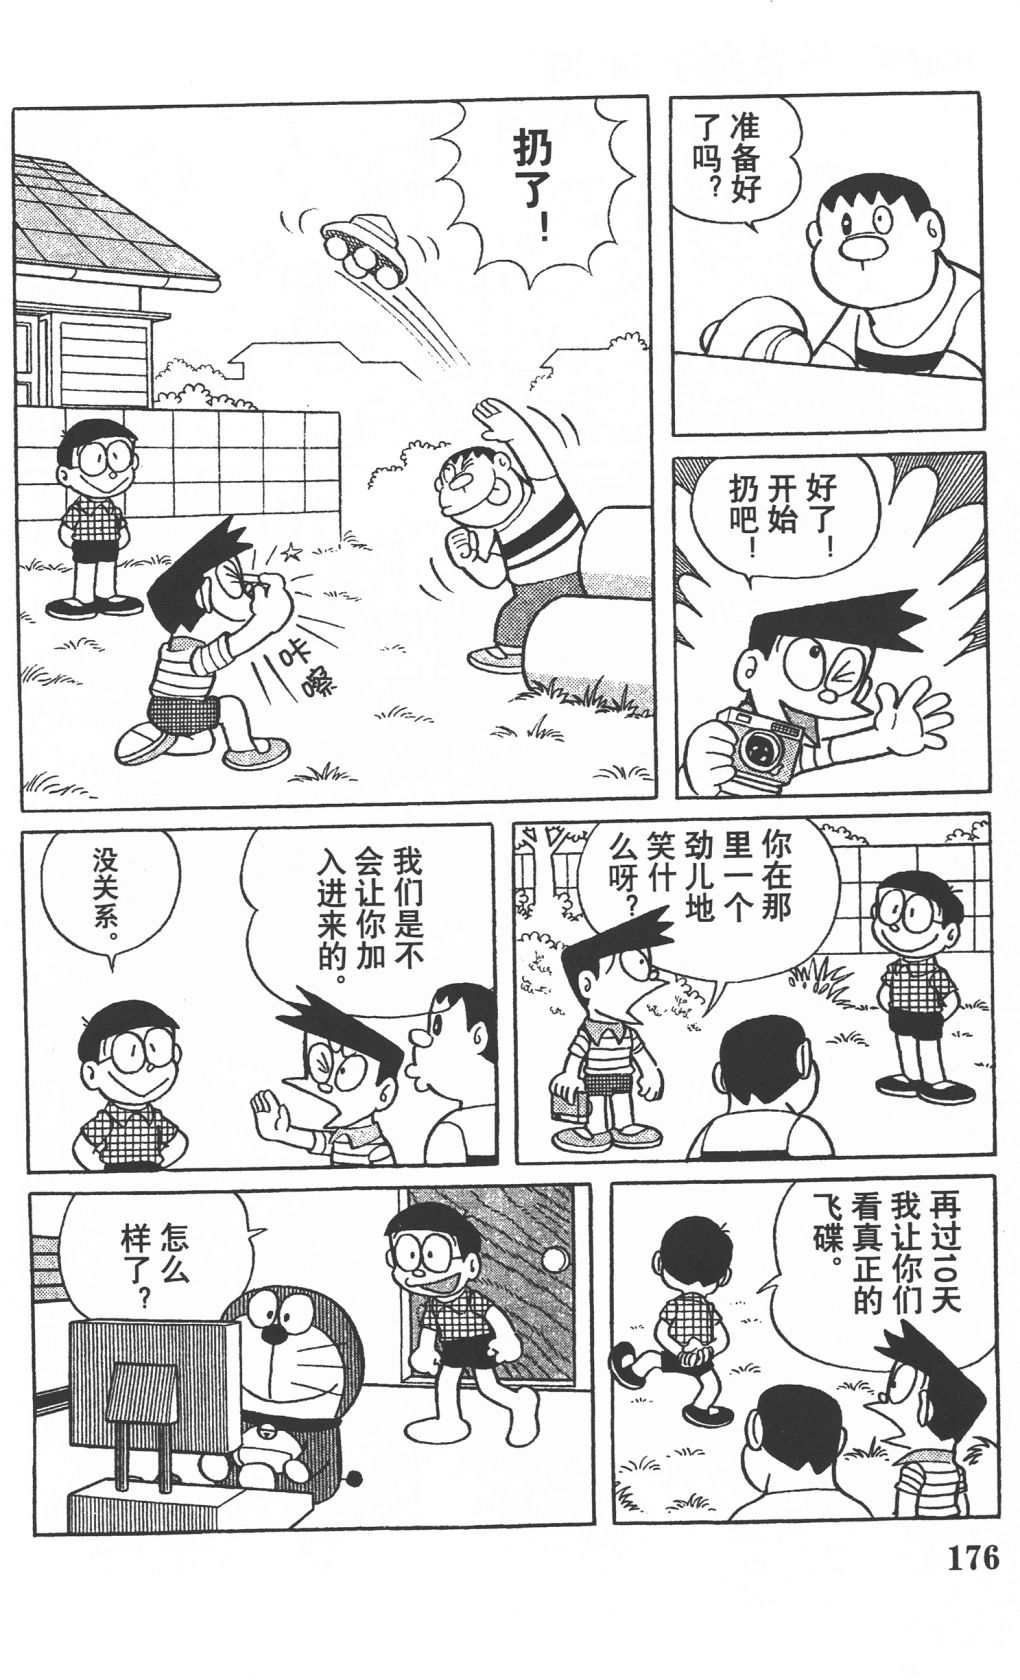 准备好
了吗？
好了！
开始
扔吧！
扔了！
咔
嚓
你在那
里一个
劲儿地
笑什
么呀？
我们是不
会让你加
入进来的。
没关系。
再过10天
我让你们
看真正的
飞碟。
怎么
样了？
176